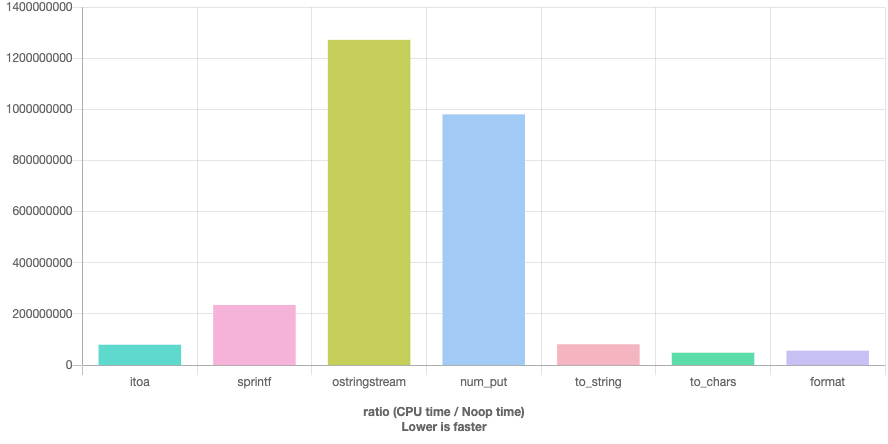 1400000000
1200000000
1000000000
800000000
600000000
400000000
200000000
0
itoa sprintf ostringstream num_put to_string to_chars format
ratio (CPU time / Noop time)
Lower is faster